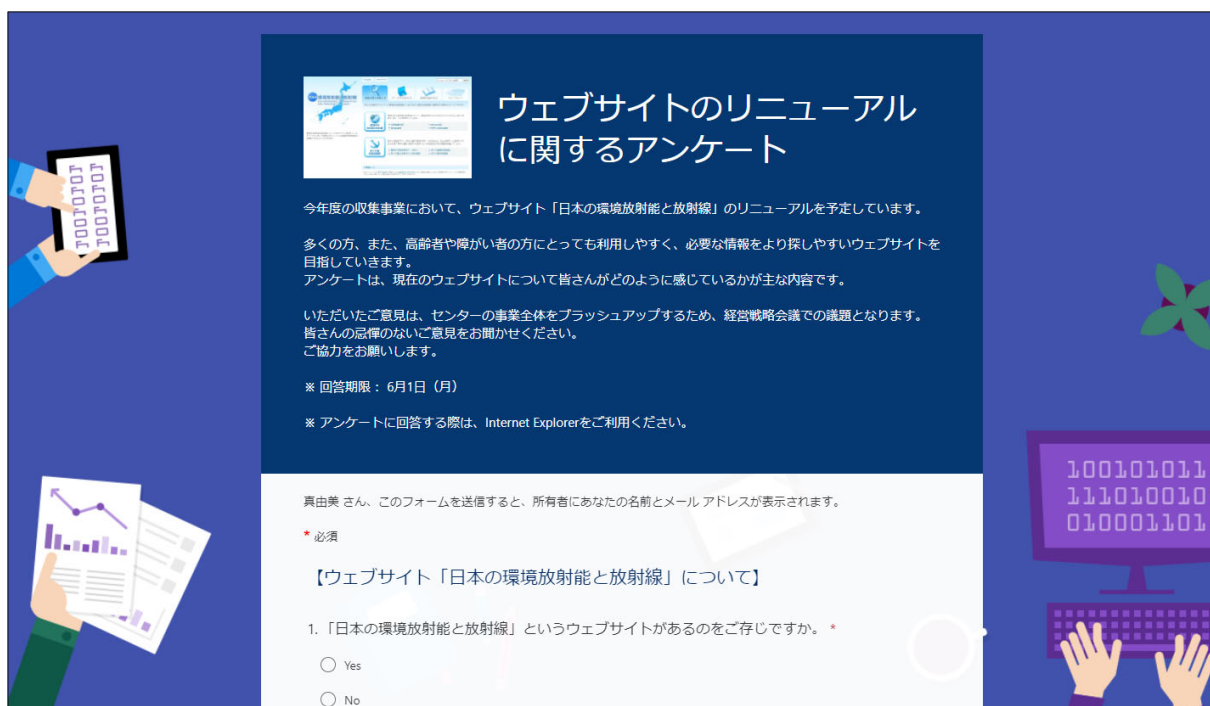 ウェブサイトのリニューアル
に関するアンケート
今年度の収集事業において、ウェブサイト「日本の環境放射能と放射線」のリニューアルを予定しています。
多くの方、また、高齢者や障がい者の方にとっても利用しやすく、必要な情報をより探しやすいウェブサイトを
目指していきます。
アンケートは、現在のウェブサイトについて皆さんがどのように感じているかが主な内容です。
いただいたご意見は、センターの事業全体をブラッシュアップするため、経営戦略会議での議題となります。
皆さんの忌憚のないご意見をお聞かせください。
ご協力をお願いします。
※ 回答期限： 6月1日（月）
※ アンケートに回答する際は、Internet Explorerをご利用ください。
真由美 さん、このフォームを送信すると、所有者にあなたの名前とメール アドレスが表示されます。
* 必須
【ウェブサイト「日本の環境放射能と放射線」について】
1. 「日本の環境放射能と放射線」というウェブサイトがあるのをご存じですか。 *
Yes
No
100101011
111010010
010001101